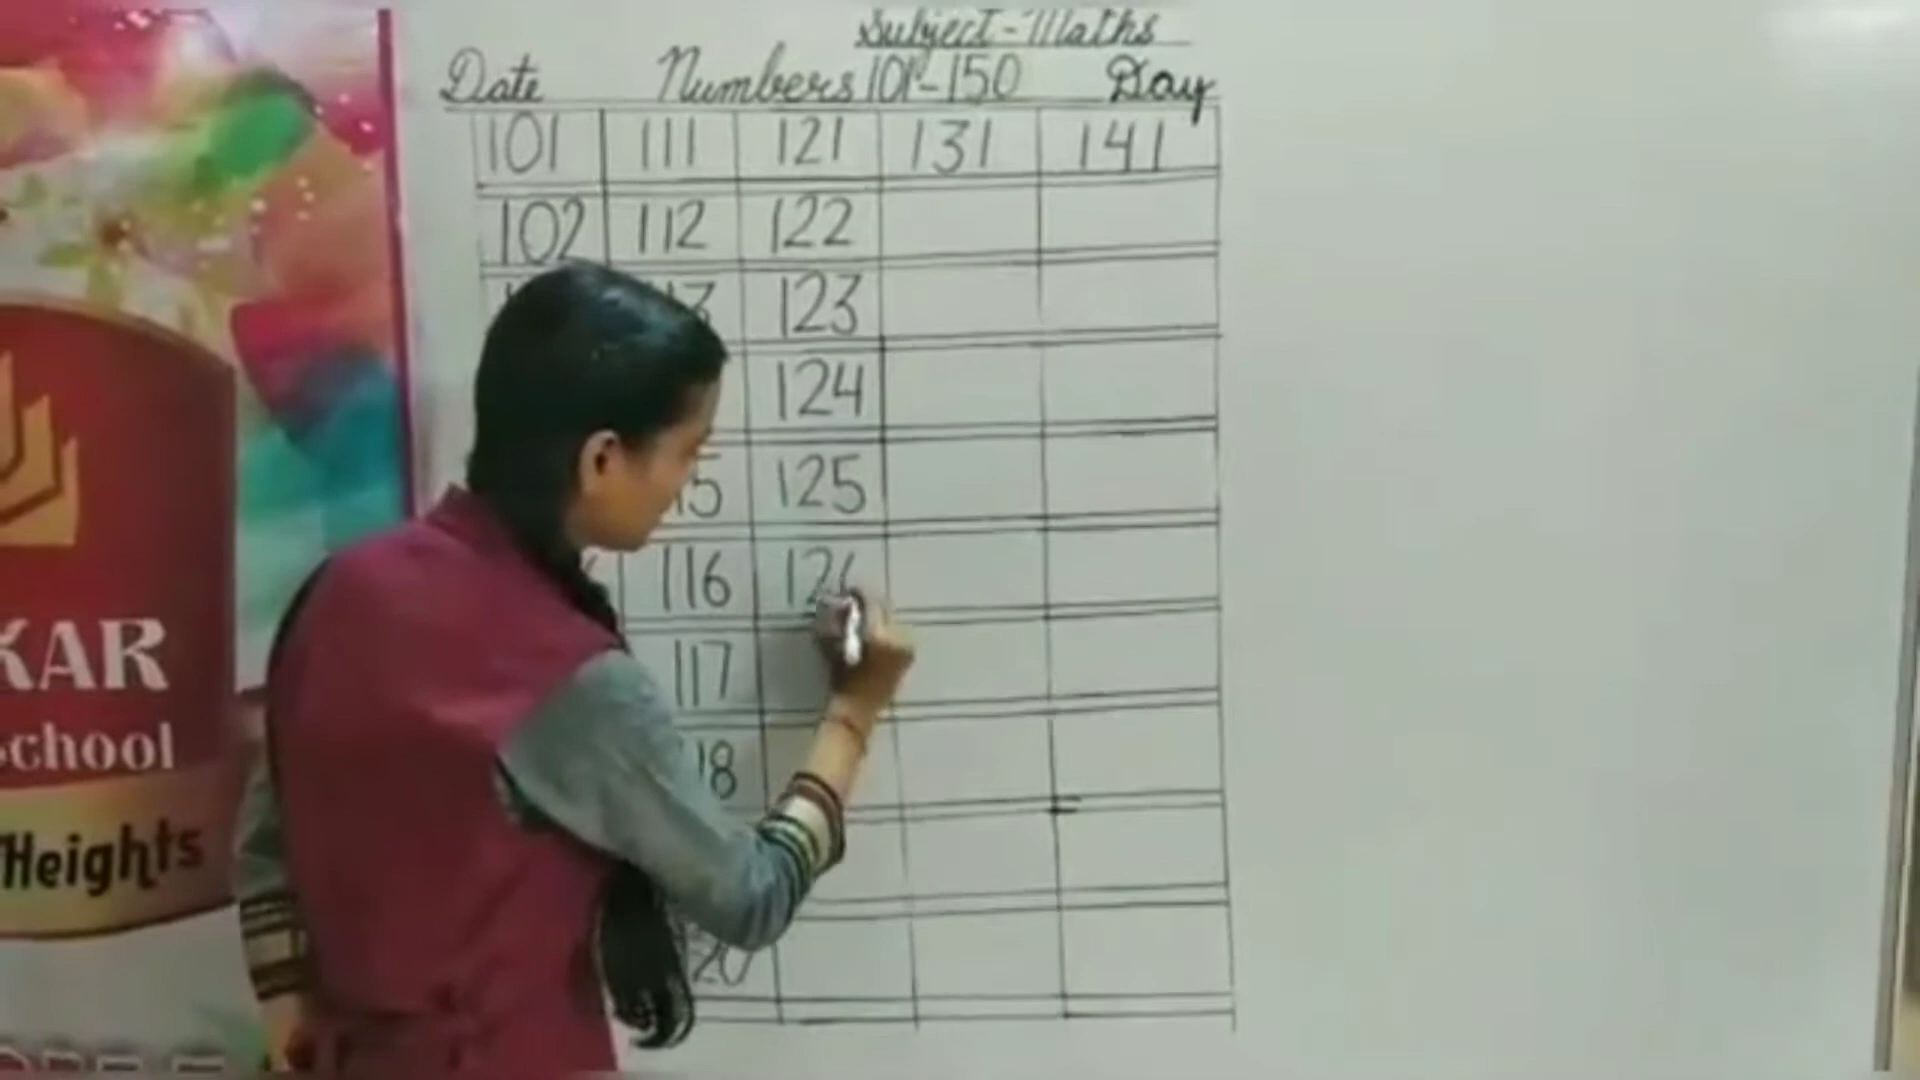 Subject - Maths
Date Numbers 101-150 Day
101 111 121 131 141
102 112 122
123
124
125
116 126
117
KAR
School
Heights